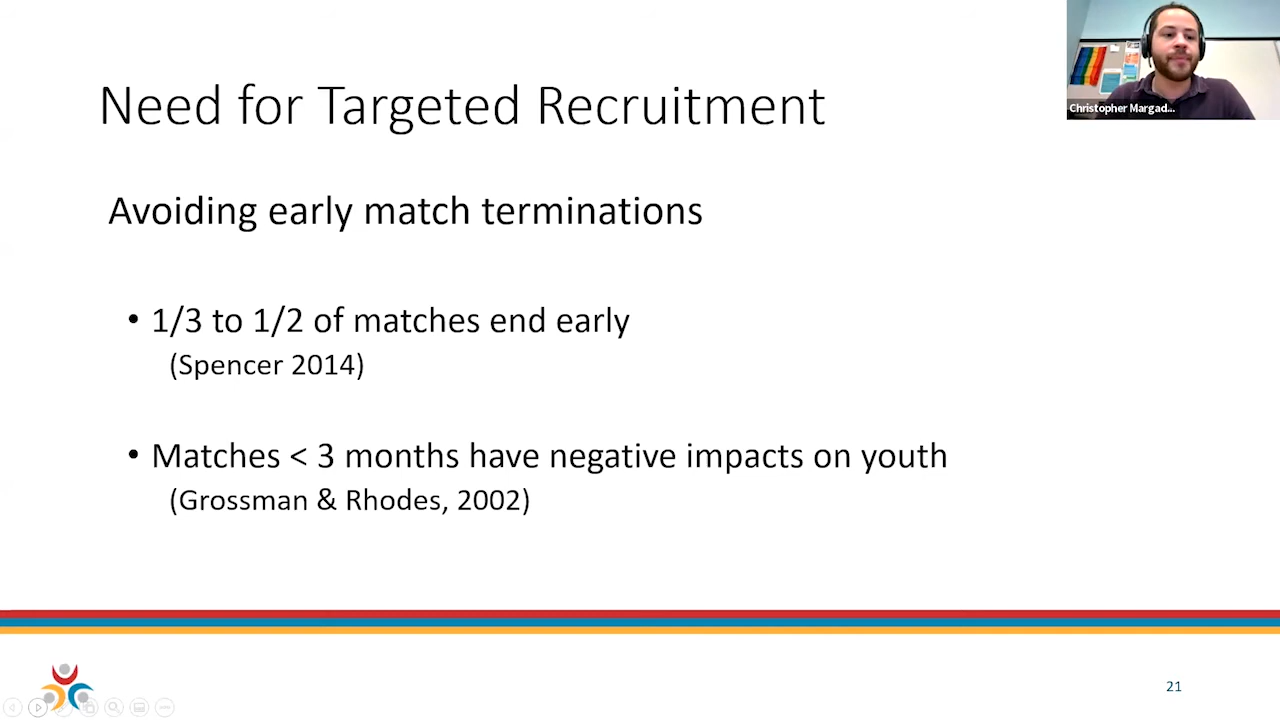 Need for Targeted Recruitment
Christopher Margad...
Avoiding early match terminations
• 1/3 to 1/2 of matches end early
(Spencer 2014)
• Matches < 3 months have negative impacts on youth
(Grossman & Rhodes, 2002)
21